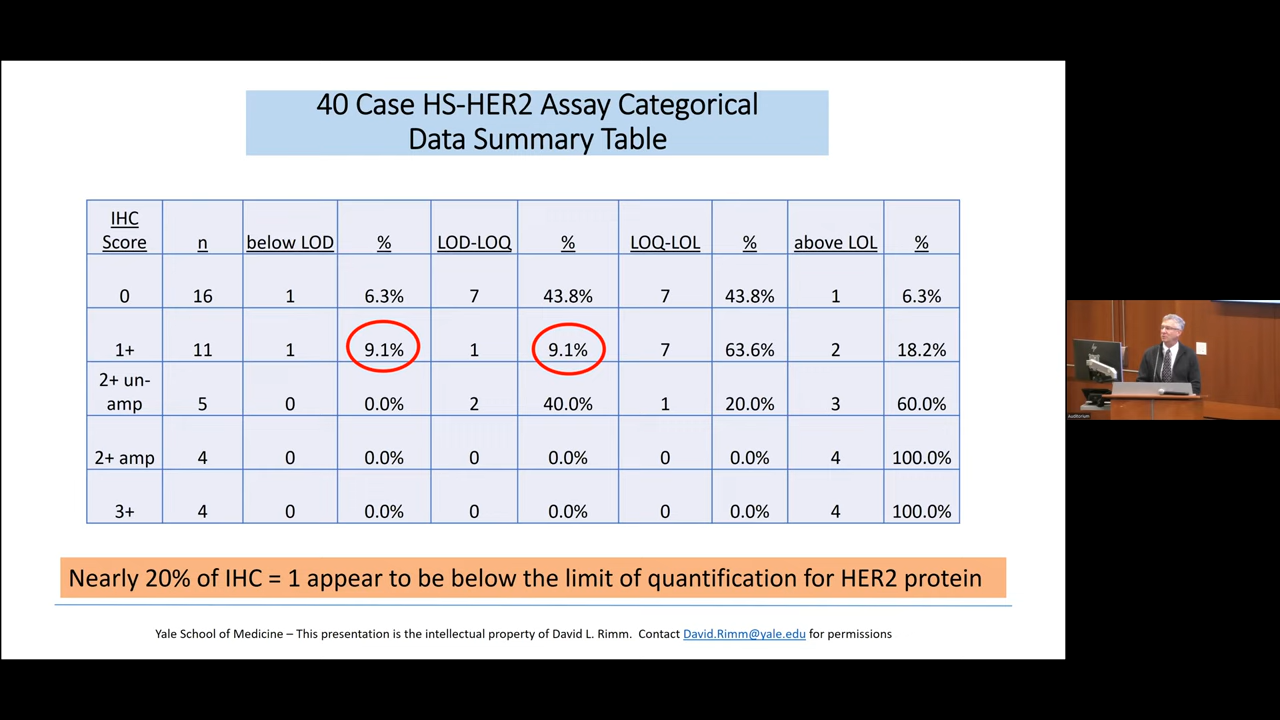 40 Case HS-HER2 Assay Categorical
Data Summary Table
IHC Score n below LOD % LOD-LOQ % LOQ-LOL % above LOL %
0 16 1 6.3% 7 43.8% 7 43.8% 1 6.3%
1+ 11 1 9.1% 1 9.1% 7 63.6% 2 18.2%
2+ un-amp 5 0 0.0% 2 40.0% 1 20.0% 3 60.0%
2+ amp 4 0 0.0% 0 0.0% 0 0.0% 4 100.0%
3+ 4 0 0.0% 0 0.0% 0 0.0% 4 100.0%
Nearly 20% of IHC = 1 appear to be below the limit of quantification for HER2 protein
Yale School of Medicine – This presentation is the intellectual property of David L. Rimm. Contact David.Rimm@yale.edu for permissions
Auditorium